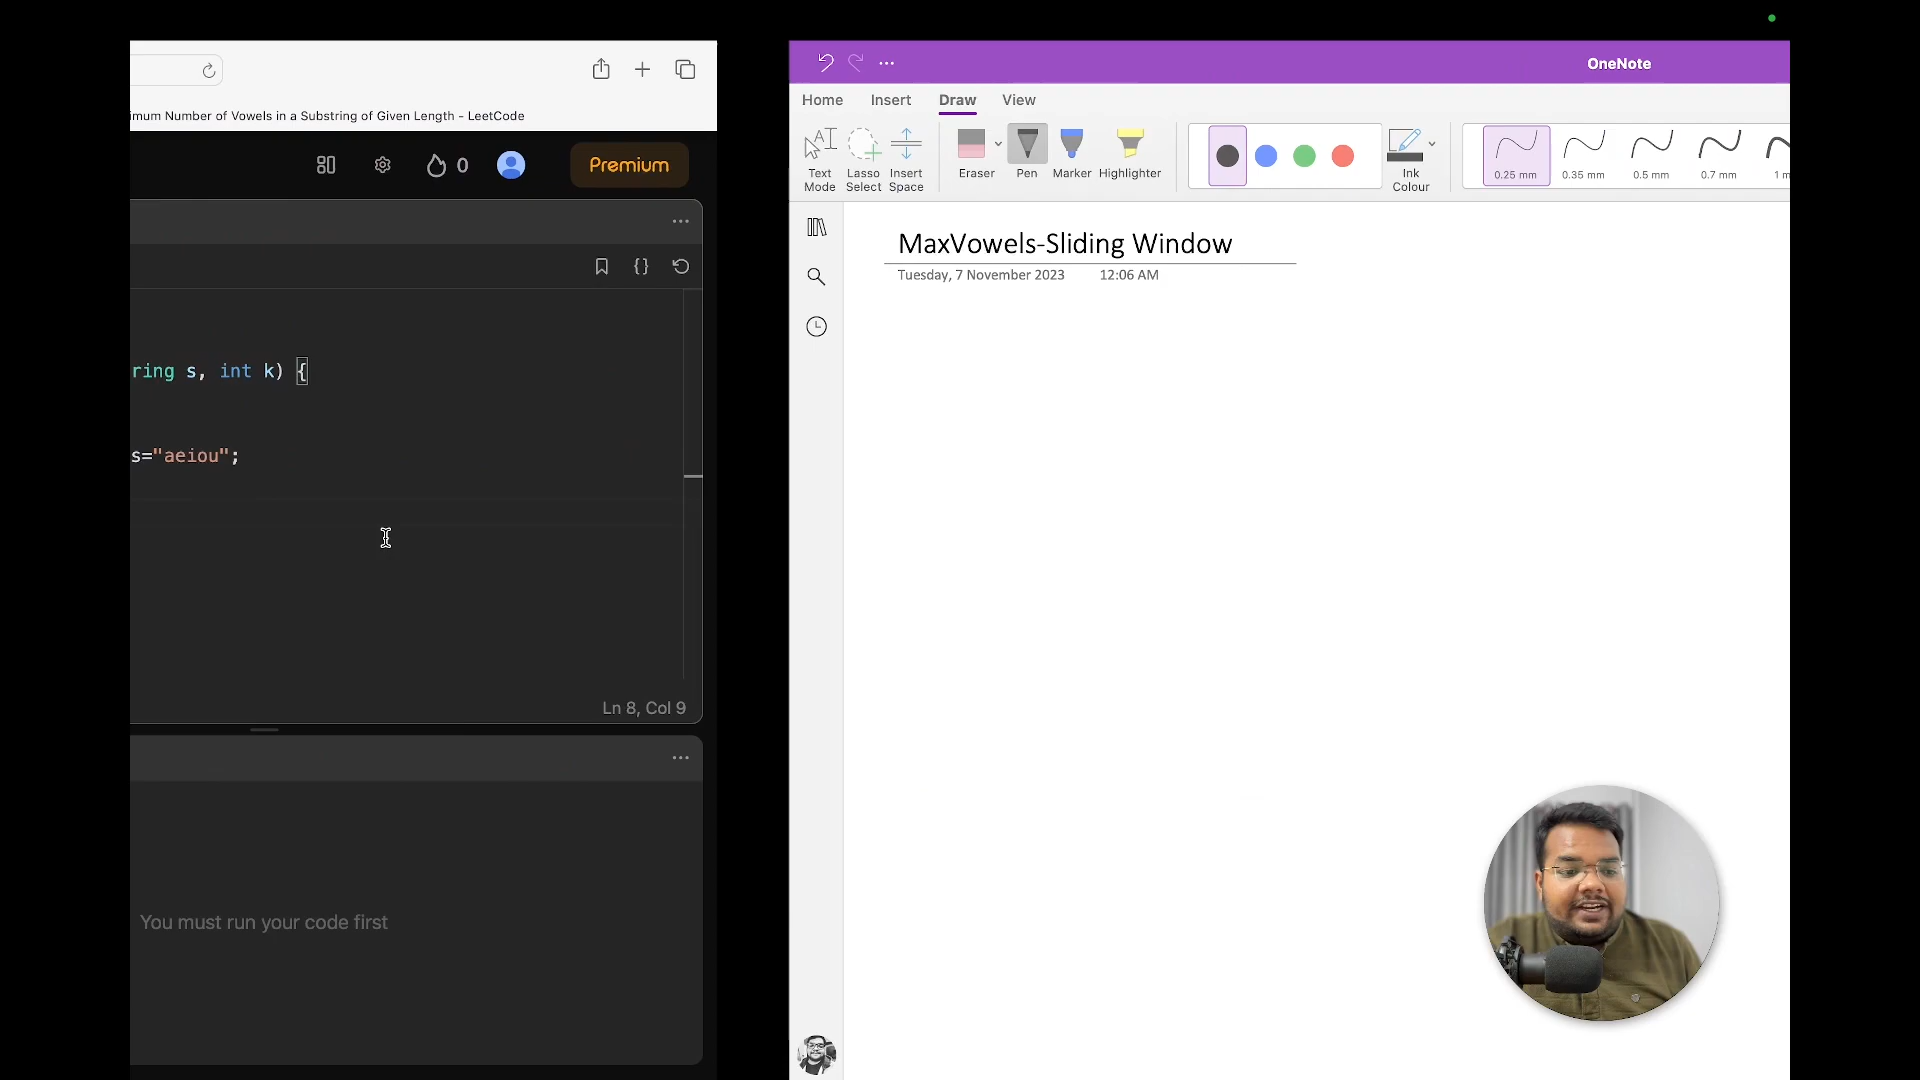 imum Number of Vowels in a Substring of Given Length - LeetCode
0
Premium
ring s, int k) {
s="aeiou";
Ln 8, Col 9
You must run your code first
OneNote
Home Insert Draw View
Text Mode
Lasso Select
Insert Space
Eraser
Pen
Marker
Highlighter
Ink Colour
0.25 mm
0.35 mm
0.5 mm
0.7 mm
1 m
MaxVowels-Sliding Window
Tuesday, 7 November 2023 12:06 AM